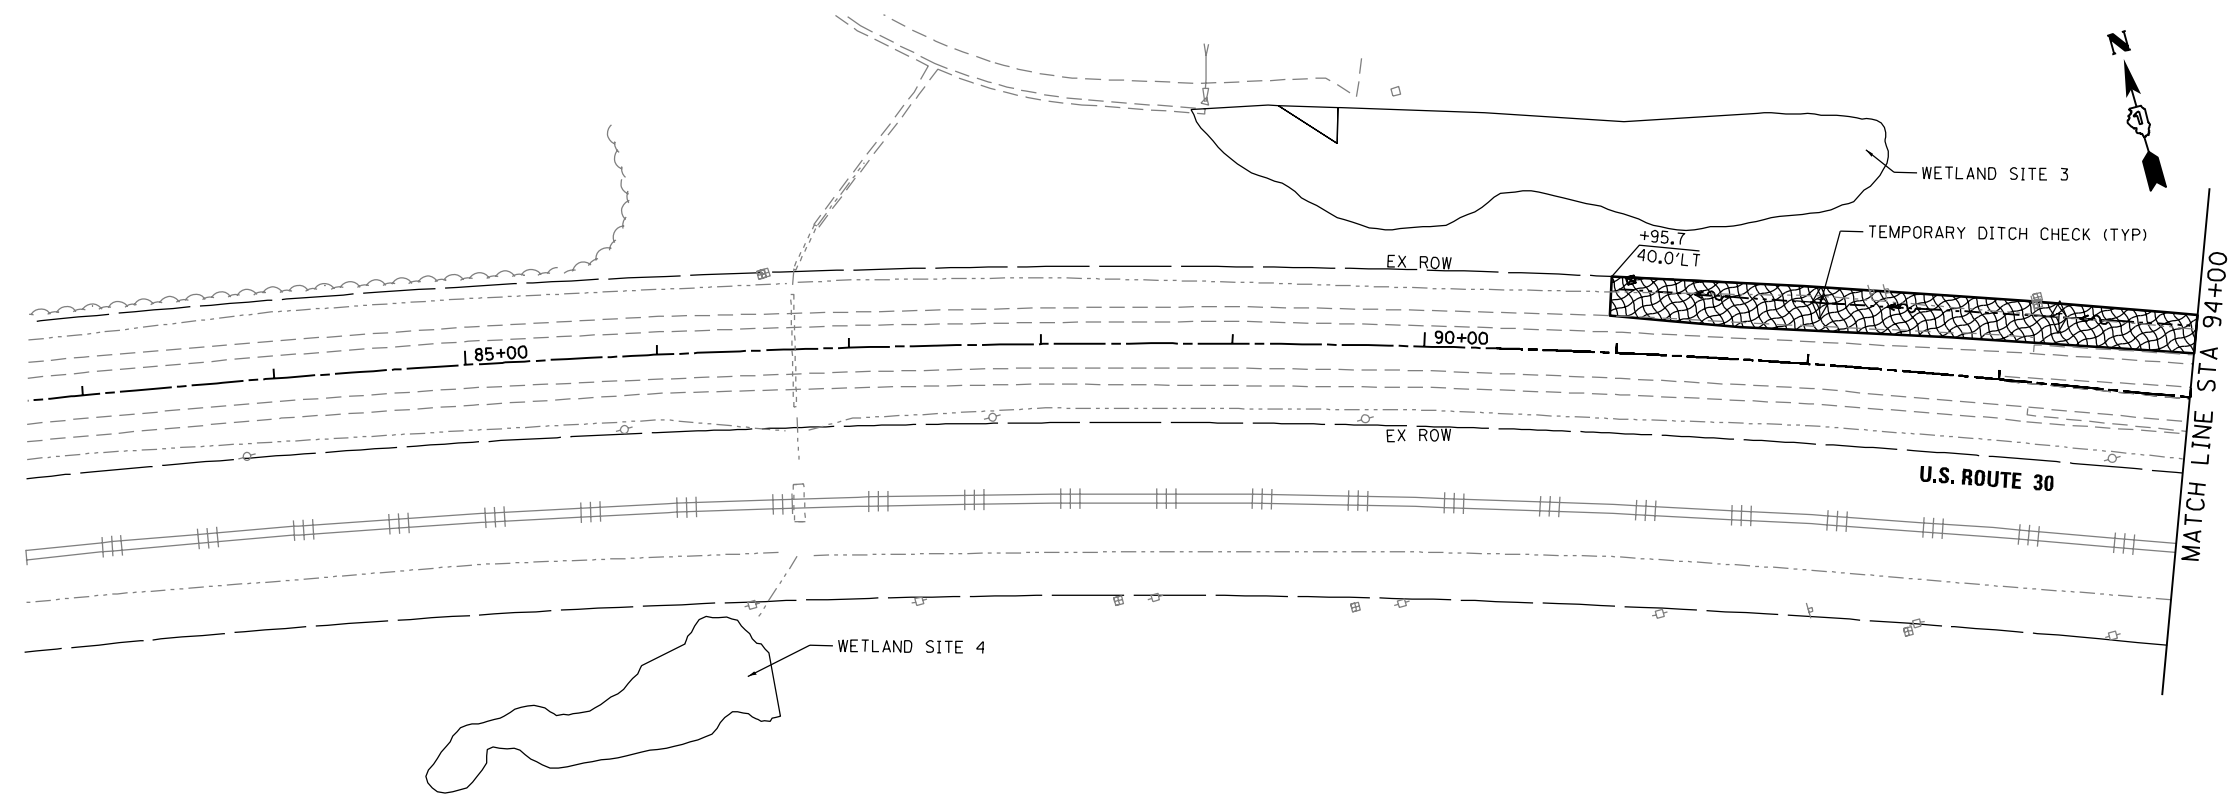 N
1
WETLAND SITE 3
+95.7
40.0'LT
TEMPORARY DITCH CHECK (TYP)
EX ROW
85+00
90+00
EX ROW
U.S. ROUTE 30
MATCH LINE STA 94+00
WETLAND SITE 4